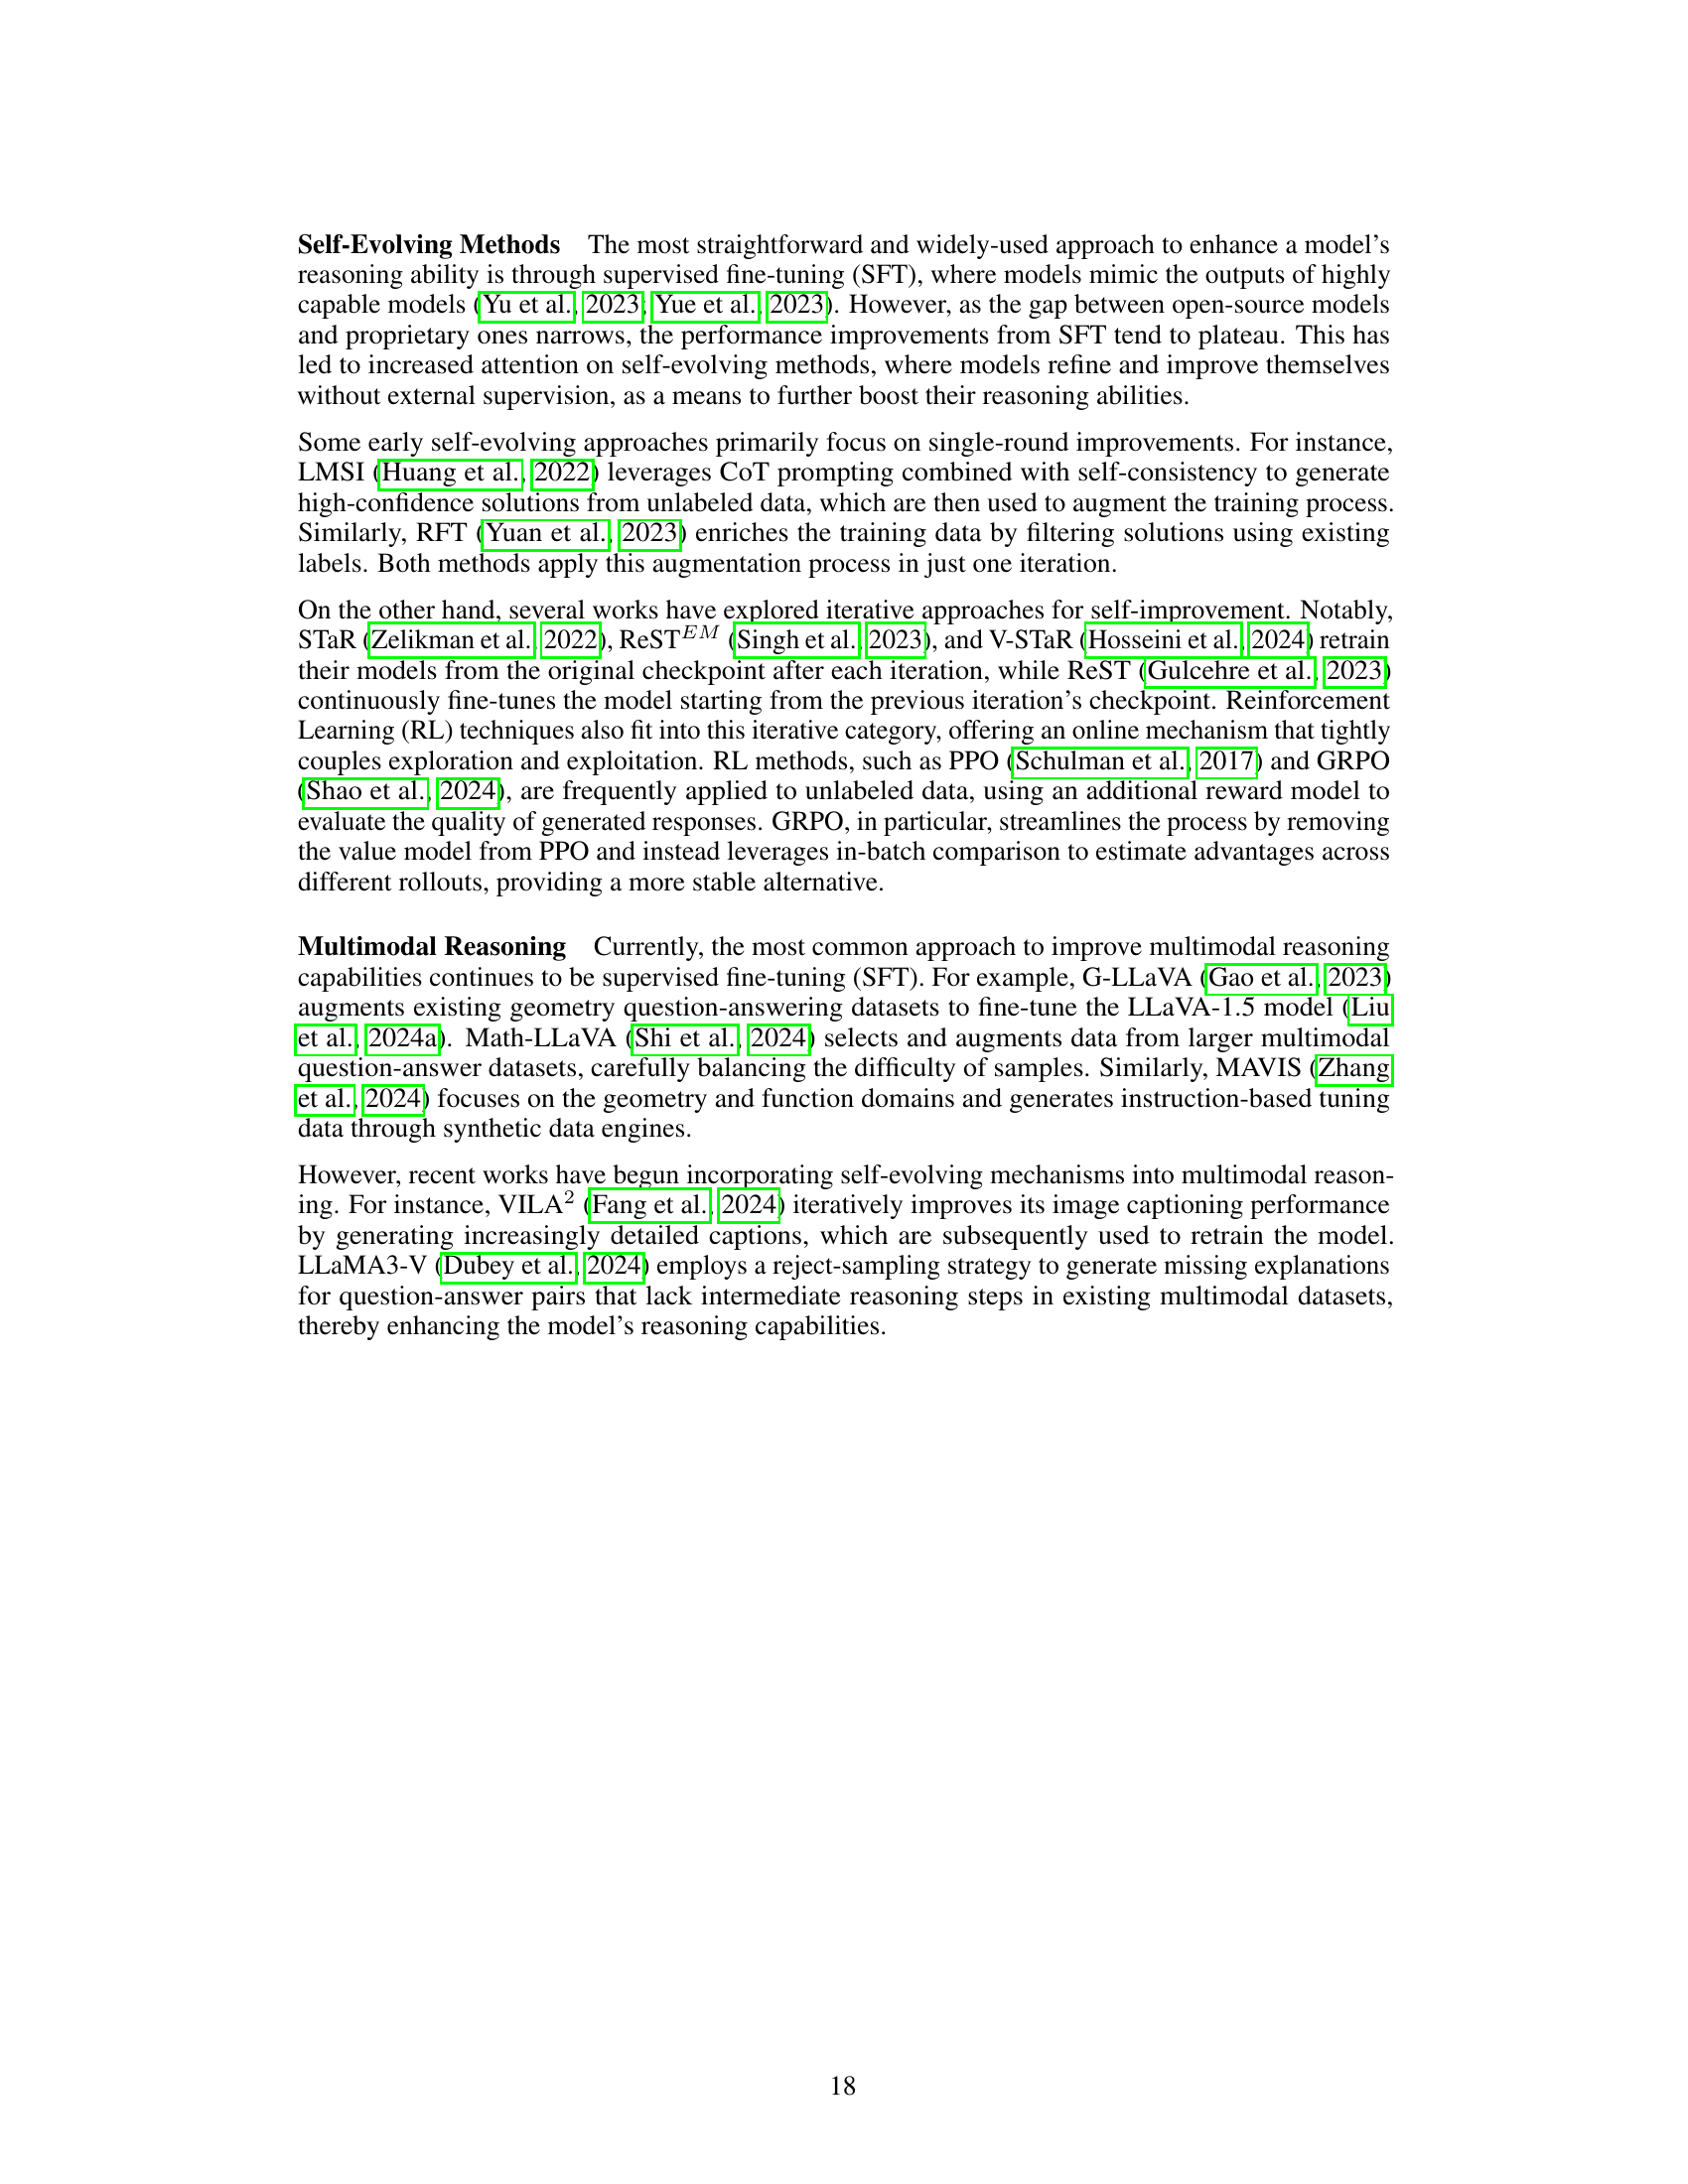 Self-Evolving Methods The most straightforward and widely-used approach to enhance a model's
reasoning ability is through supervised fine-tuning (SFT), where models mimic the outputs of highly
capable models (Yu et al., 2023; Yue et al., 2023). However, as the gap between open-source models
and proprietary ones narrows, the performance improvements from SFT tend to plateau. This has
led to increased attention on self-evolving methods, where models refine and improve themselves
without external supervision, as a means to further boost their reasoning abilities.
Some early self-evolving approaches primarily focus on single-round improvements. For instance,
LMSI (Huang et al., 2022) leverages CoT prompting combined with self-consistency to generate
high-confidence solutions from unlabeled data, which are then used to augment the training process.
Similarly, RFT (Yuan et al., 2023) enriches the training data by filtering solutions using existing
labels. Both methods apply this augmentation process in just one iteration.
On the other hand, several works have explored iterative approaches for self-improvement. Notably,
STaR (Zelikman et al., 2022), ReST^EM (Singh et al., 2023), and V-STaR (Hosseini et al., 2024) retrain
their models from the original checkpoint after each iteration, while ReST (Gulcehre et al., 2023)
continuously fine-tunes the model starting from the previous iteration's checkpoint. Reinforcement
Learning (RL) techniques also fit into this iterative category, offering an online mechanism that tightly
couples exploration and exploitation. RL methods, such as PPO (Schulman et al., 2017) and GRPO
(Shao et al., 2024), are frequently applied to unlabeled data, using an additional reward model to
evaluate the quality of generated responses. GRPO, in particular, streamlines the process by removing
the value model from PPO and instead leverages in-batch comparison to estimate advantages across
different rollouts, providing a more stable alternative.
Multimodal Reasoning Currently, the most common approach to improve multimodal reasoning
capabilities continues to be supervised fine-tuning (SFT). For example, G-LLaVA (Gao et al., 2023)
augments existing geometry question-answering datasets to fine-tune the LLaVA-1.5 model (Liu
et al., 2024a). Math-LLaVA (Shi et al., 2024) selects and augments data from larger multimodal
question-answer datasets, carefully balancing the difficulty of samples. Similarly, MAVIS (Zhang
et al., 2024) focuses on the geometry and function domains and generates instruction-based tuning
data through synthetic data engines.
However, recent works have begun incorporating self-evolving mechanisms into multimodal reason-
ing. For instance, VILA² (Fang et al., 2024) iteratively improves its image captioning performance
by generating increasingly detailed captions, which are subsequently used to retrain the model.
LLaMA3-V (Dubey et al., 2024) employs a reject-sampling strategy to generate missing explanations
for question-answer pairs that lack intermediate reasoning steps in existing multimodal datasets,
thereby enhancing the model's reasoning capabilities.
18